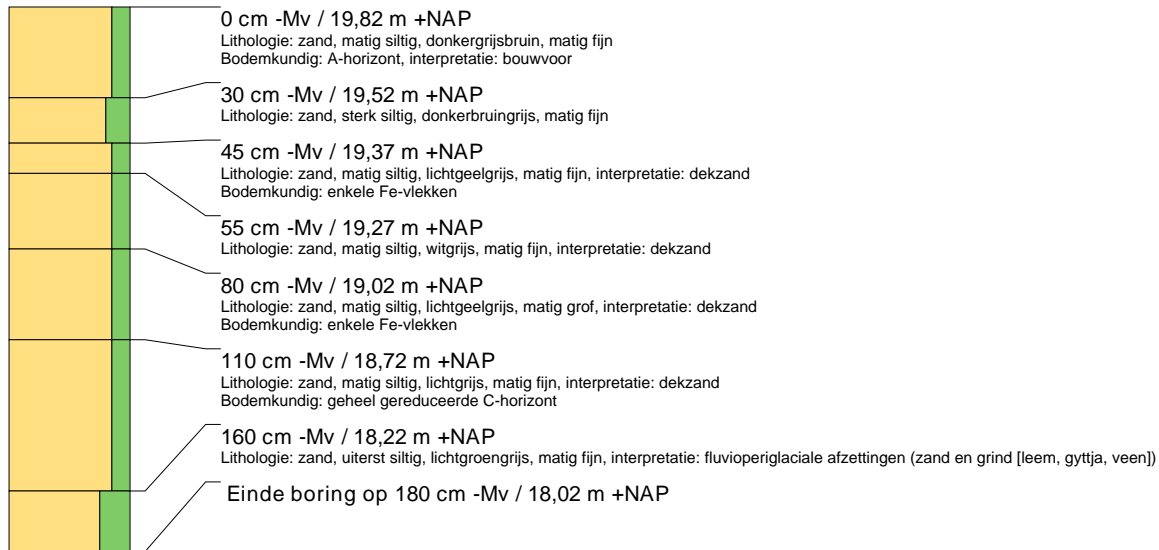 0 cm -Mv / 19,82 m +NAP
Lithologie: zand, matig siltig, donkergrijsbruin, matig fijn
Bodemkundig: A-horizont, interpretatie: bouwvoor
30 cm -Mv / 19,52 m +NAP
Lithologie: zand, sterk siltig, donkerbruingrijs, matig fijn
45 cm -Mv / 19,37 m +NAP
Lithologie: zand, matig siltig, lichtgeelgrijs, matig fijn, interpretatie: dekzand
Bodemkundig: enkele Fe-vlekken
55 cm -Mv / 19,27 m +NAP
Lithologie: zand, matig siltig, witgrijs, matig fijn, interpretatie: dekzand
80 cm -Mv / 19,02 m +NAP
Lithologie: zand, matig siltig, lichtgeelgrijs, matig grof, interpretatie: dekzand
Bodemkundig: enkele Fe-vlekken
110 cm -Mv / 18,72 m +NAP
Lithologie: zand, matig siltig, lichtgrijs, matig fijn, interpretatie: dekzand
Bodemkundig: geheel gereduceerde C-horizont
160 cm -Mv / 18,22 m +NAP
Lithologie: zand, uiterst siltig, lichtgroengrijs, matig fijn, interpretatie: fluvioperiglaciale afzettingen (zand en grind [leem, gyttja, veen])
Einde boring op 180 cm -Mv / 18,02 m +NAP